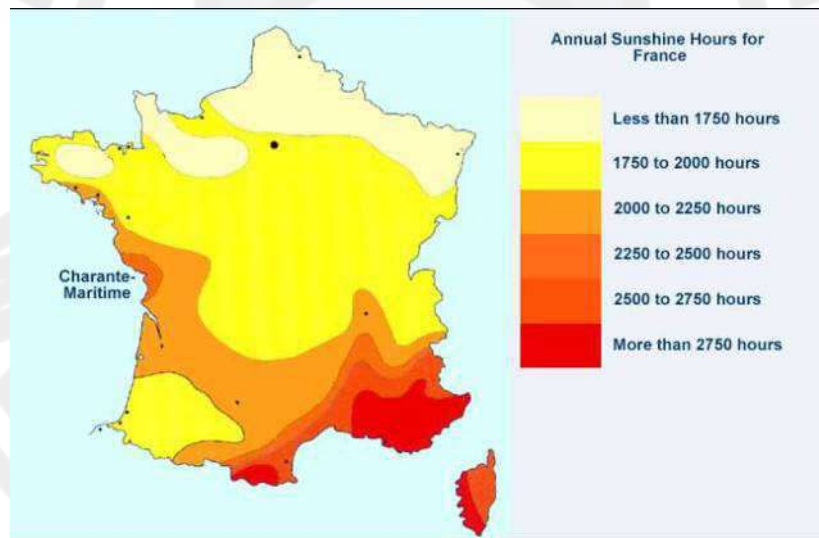 Annual Sunshine Hours for
France
Less than 1750 hours
1750 to 2000 hours
2000 to 2250 hours
2250 to 2500 hours
2500 to 2750 hours
More than 2750 hours
Charante-
Maritime